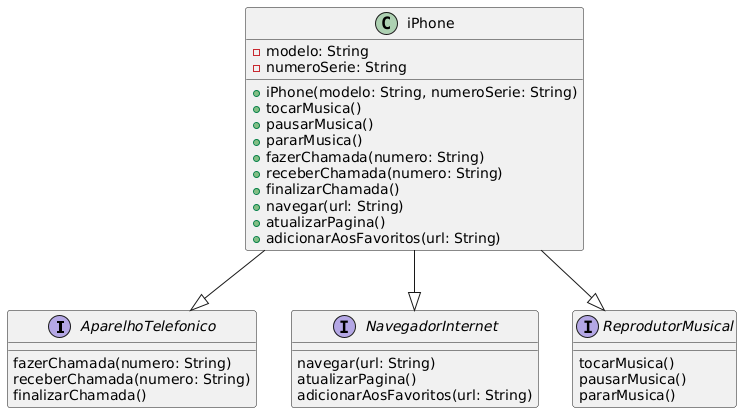 C iPhone
modelo: String
numeroSerie: String
iPhone(modelo: String, numeroSerie: String)
tocarMusica()
pausarMusica()
pararMusica()
fazerChamada(numero: String)
receberChamada(numero: String)
finalizarChamada()
navegar(url: String)
atualizarPagina()
adicionarAosFavoritos(url: String)
I AparelhoTelefonico
fazerChamada(numero: String)
receberChamada(numero: String)
finalizarChamada()
I NavegadorInternet
navegar(url: String)
atualizarPagina()
adicionarAosFavoritos(url: String)
I ReprodutorMusical
tocarMusica()
pausarMusica()
pararMusica()